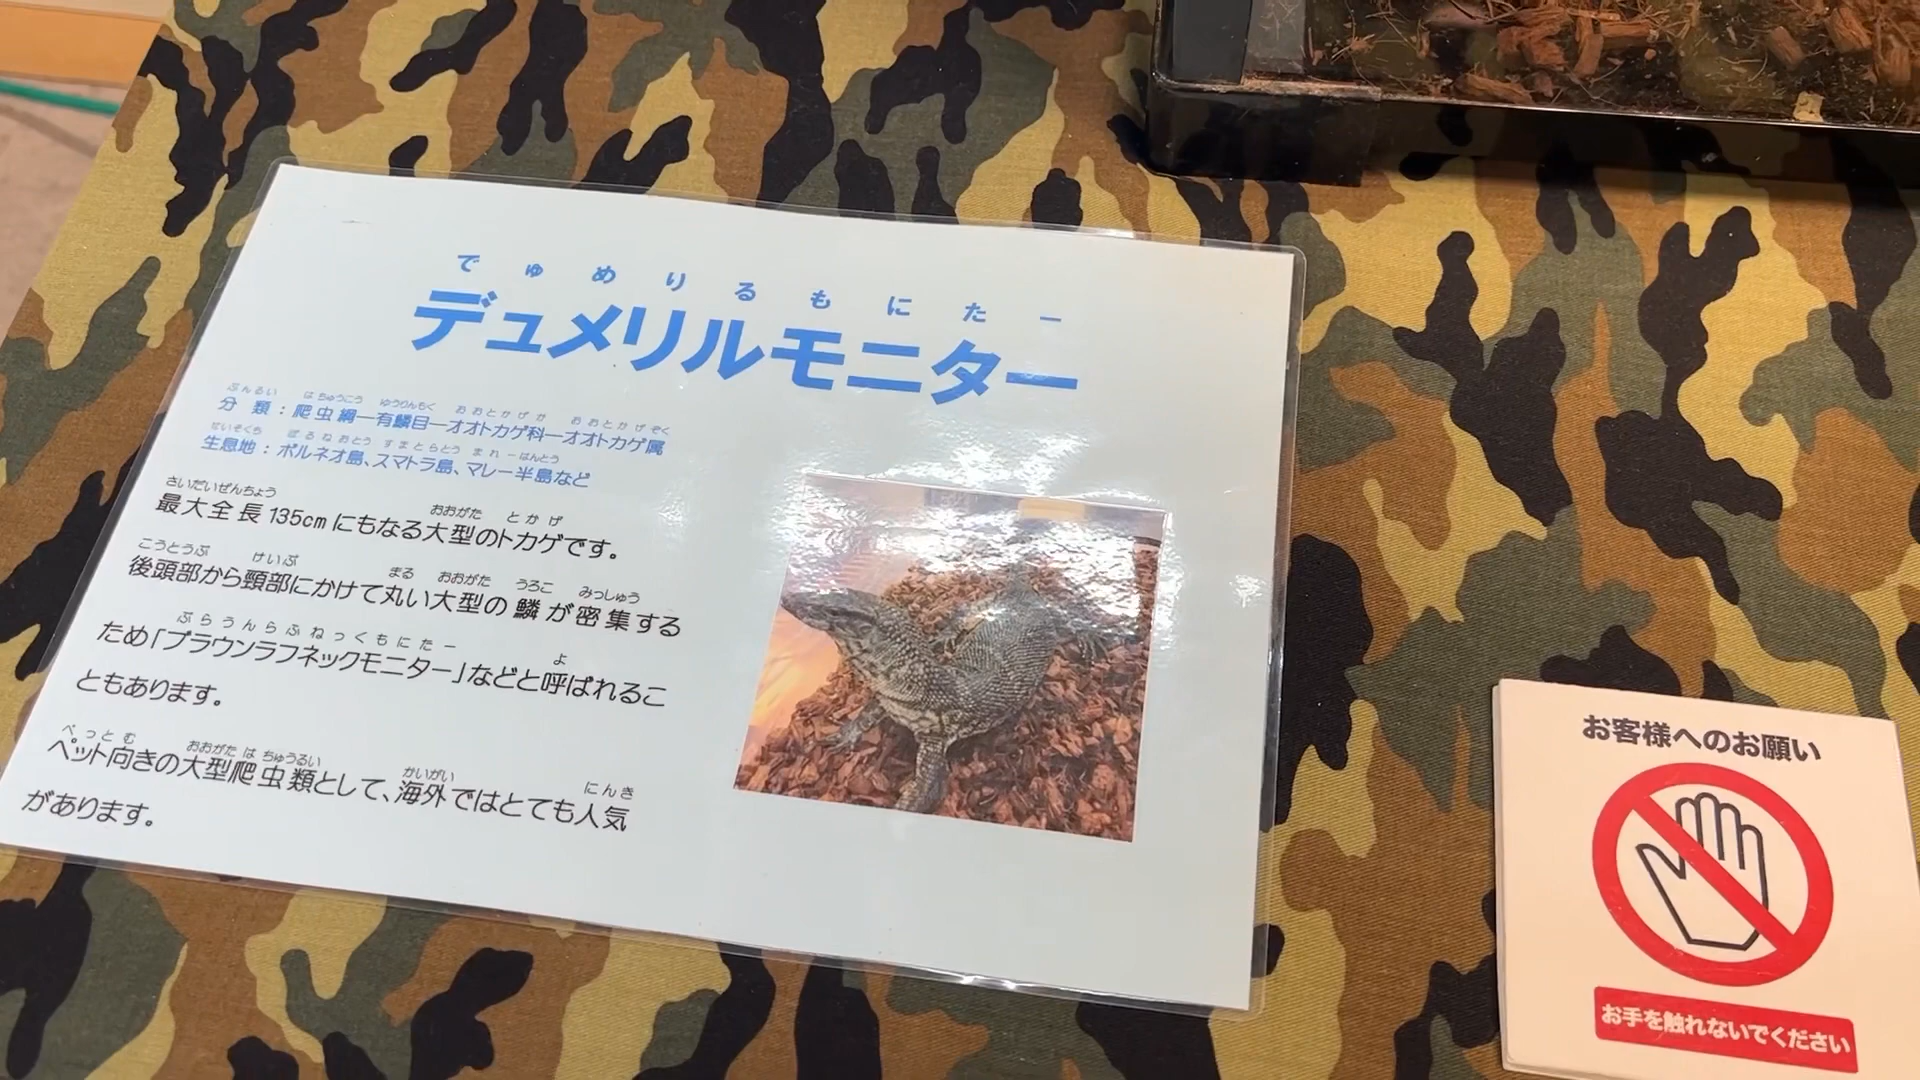 でゅめりるもにたー
デュメリルモニター
ぶんるい はちゅうこう ゆうりんもく おおとかげか おおとかげぞく
分類：爬虫綱―有鱗目―オオトカゲ科―オオトカゲ属
せいそくち ぼるねおとう すまとらとう まれーはんとう
生息地：ボルネオ島、スマトラ島、マレー半島など
さいだいぜんちょう おおがた とかげ
最大全長135cmにもなる大型のトカゲです。
こうとうぶ けいぶ まる おおがた うろこ みっしゅう
後頭部から頸部にかけて丸い大型の鱗が密集する
ぶらうんらふねっくもにたー よ
ため「ブラウンラフネックモニター」などと呼ばれるこ
ともあります。
ぺっとむ おおがた はちゅうるい かいがい にんき
ペット向きの大型爬虫類として、海外ではとても人気
があります。
お客様へのお願い
お手を触れないでください